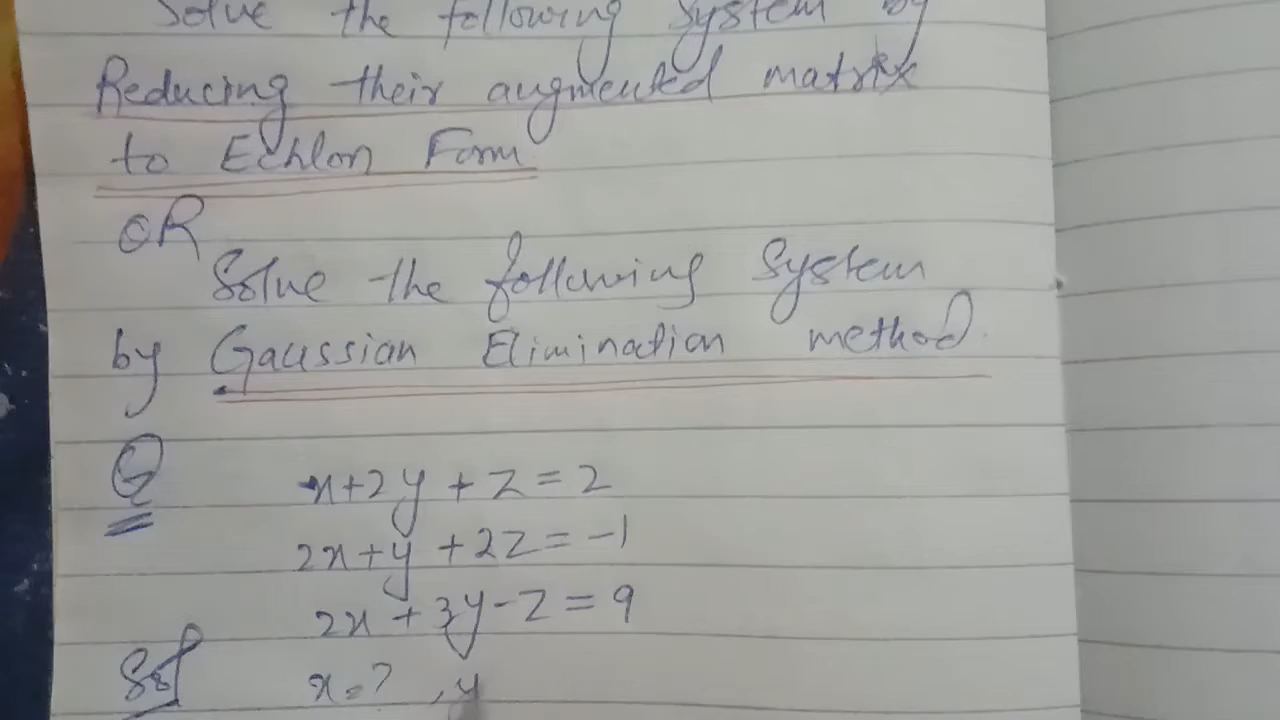 Solve the following system by
Reducing their augmented matrix
to Echlon Form
OR
Solve the following System
by Gaussian Elimination method.
Q
x+2y+z=2
2x+y+2z=-1
2x+3y-z=9
Sol x=? , y